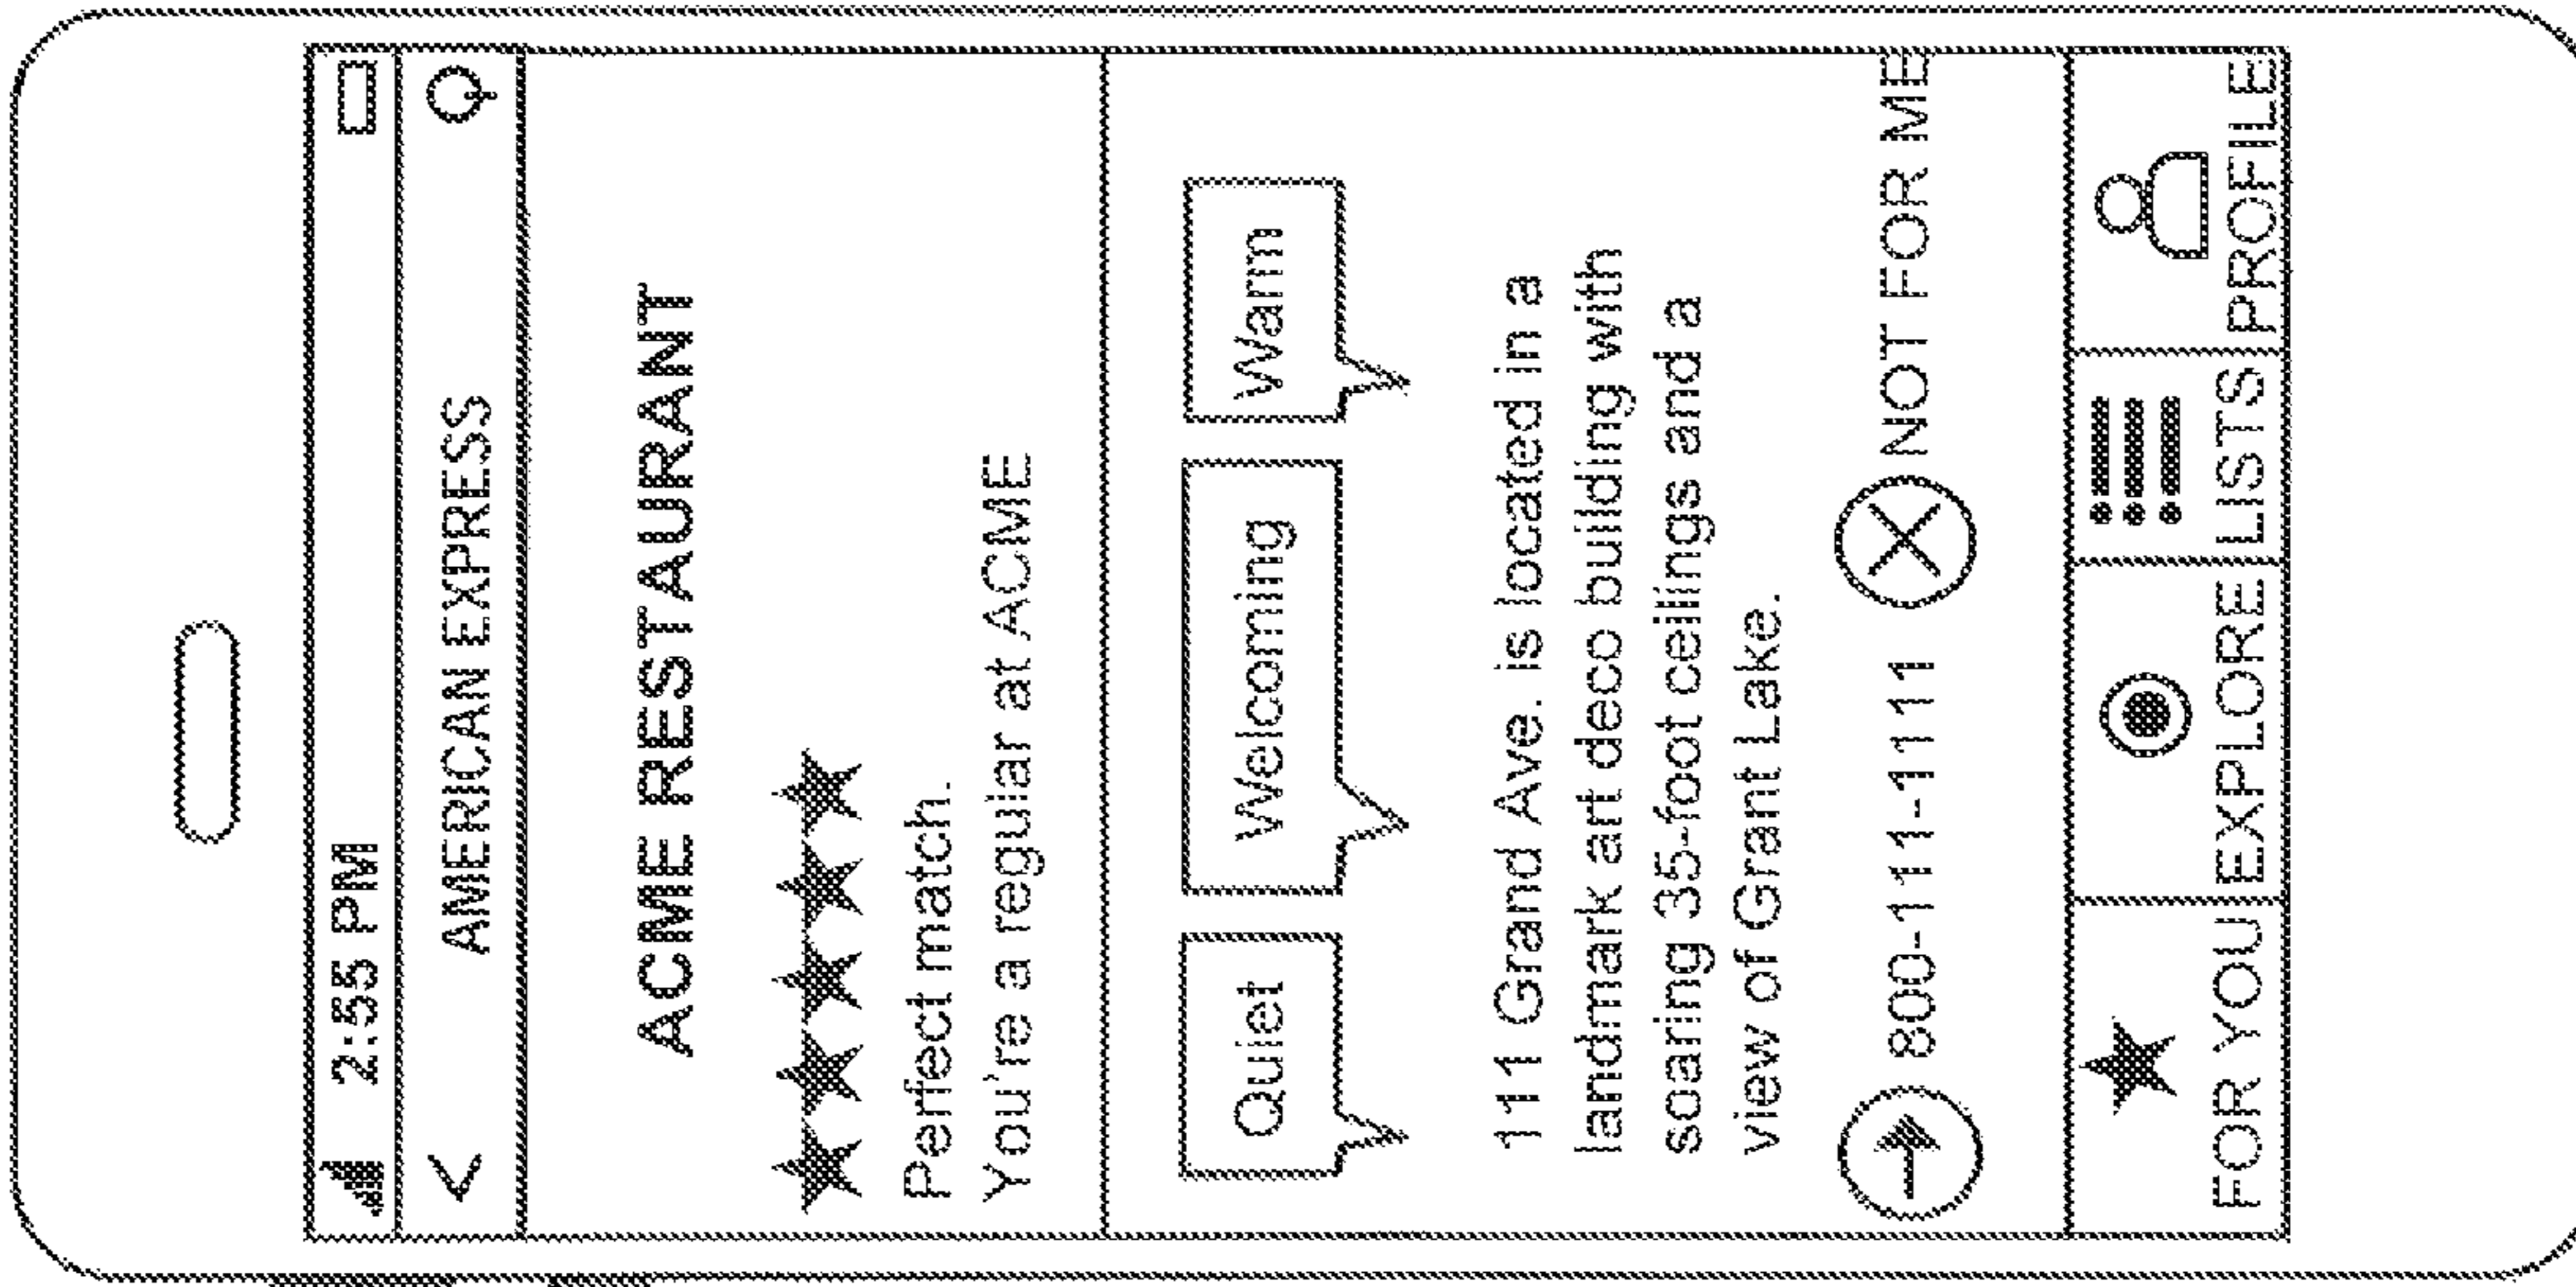 2:55 PM
AMERICAN EXPRESS
ACME RESTAURANT
Perfect match.
You're a regular at ACME
Quiet Welcoming Warm
111 Grand Ave. is located in a
landmark art deco building with
soaring 35-foot ceilings and a
view of Grant Lake.
800-111-1111 NOT FOR ME
FOR YOU EXPLORE LISTS PROFILE